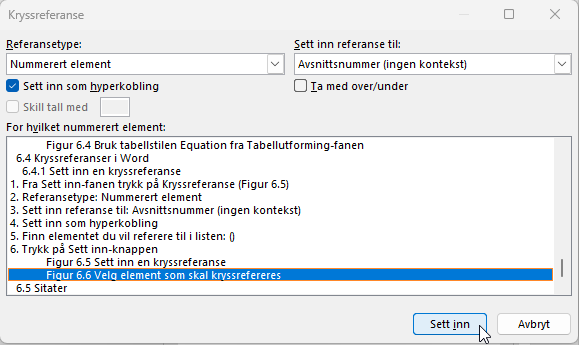 Kryssreferanse
Referansetype:
Sett inn referanse til:
Nummerert element
Avsnittsnummer (ingen kontekst)
Sett inn som hyperkobling
Ta med over/under
Skill tall med
For hvilket nummerert element:
Figur 6.4 Bruk tabellstilen Equation fra Tabellutforming-fanen
6.4 Kryssreferanser i Word
6.4.1 Sett inn en kryssreferanse
1. Fra Sett inn-fanen trykk på Kryssreferanse (Figur 6.5)
2. Referansetype: Nummerert element
3. Sett inn referanse til: Avsnittsnummer (ingen kontekst)
4. Sett inn som hyperkobling
5. Finn elementet du vil referere til i listen: ()
6. Trykk på Sett inn-knappen
Figur 6.5 Sett inn en kryssreferanse
Figur 6.6 Velg element som skal kryssrefereres
6.5 Sitater
Sett inn
Avbryt